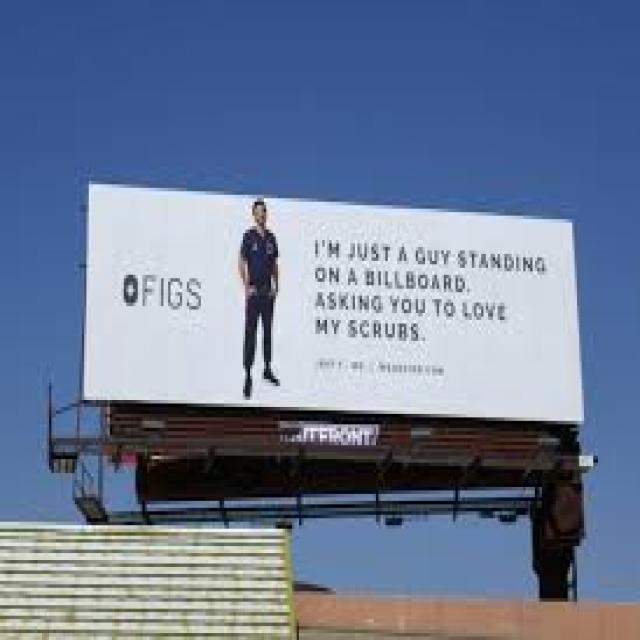 FIGS
I'M JUST A GUY STANDING
ON A BILLBOARD.
ASKING YOU TO LOVE
MY SCRUBS.